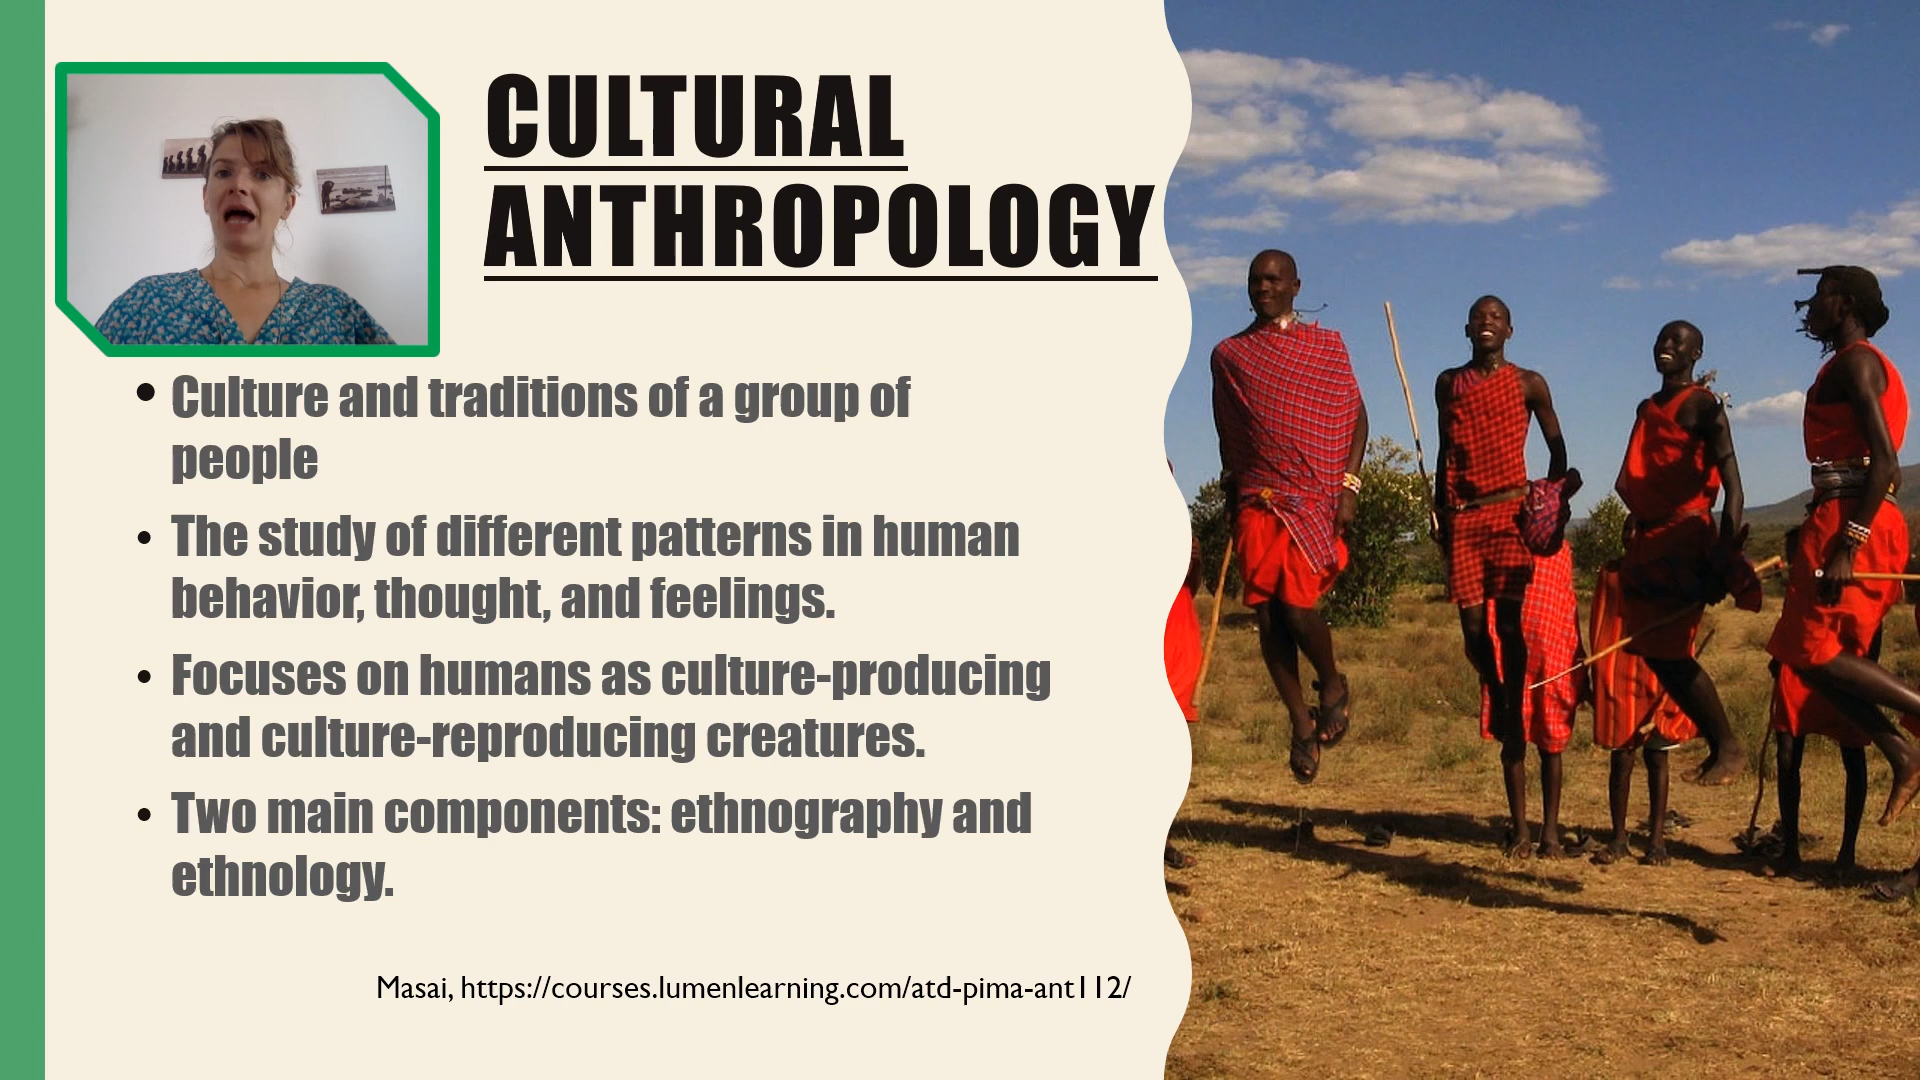 CULTURAL
ANTHROPOLOGY
• Culture and traditions of a group of
people
• The study of different patterns in human
behavior, thought, and feelings.
• Focuses on humans as culture-producing
and culture-reproducing creatures.
• Two main components: ethnography and
ethnology.
Masai, https://courses.lumenlearning.com/atd-pima-ant112/